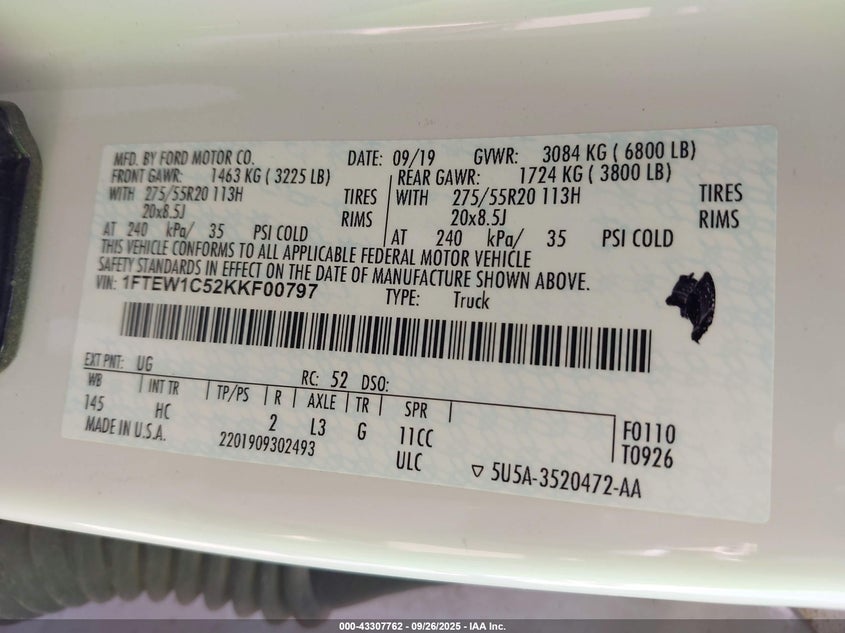 MFD. BY FORD MOTOR CO. DATE: 09/19 GVWR: 3084 KG ( 6800 LB)
FRONT GAWR: 1463 KG ( 3225 LB) REAR GAWR: 1724 KG ( 3800 LB)
WITH 275/55R20 113H TIRES WITH 275/55R20 113H TIRES
20x8.5J RIMS 20x8.5J RIMS
AT 240 kPa/ 35 PSI COLD AT 240 kPa/ 35 PSI COLD
THIS VEHICLE CONFORMS TO ALL APPLICABLE FEDERAL MOTOR VEHICLE
SAFETY STANDARDS IN EFFECT ON THE DATE OF MANUFACTURE SHOWN ABOVE.
VIN: 1FTEW1C52KKF00797 TYPE: Truck
EXT PNT: UG RC: 52 DSO:
WB INT TR TP/PS R AXLE TR SPR
145 HC 2 L3 G 11CC F0110
MADE IN U.S.A. 2201909302493 ULC T0926
▽ 5U5A-3520472-AA
000-43307762 - 09/26/2025 - IAA Inc.